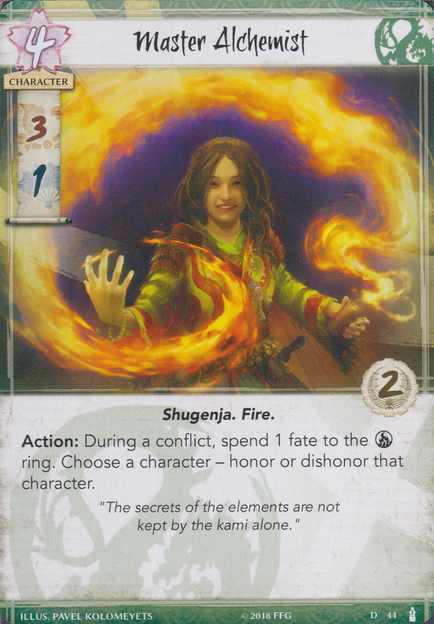 4
Master Alchemist
CHARACTER
3
1
2
Shugenja. Fire.
Action: During a conflict, spend 1 fate to the
ring. Choose a character – honor or dishonor that
character.
"The secrets of the elements are not
kept by the kami alone."
ILLUS. PAVEL KOLOMEYETS
© 2018 FFG
D 44